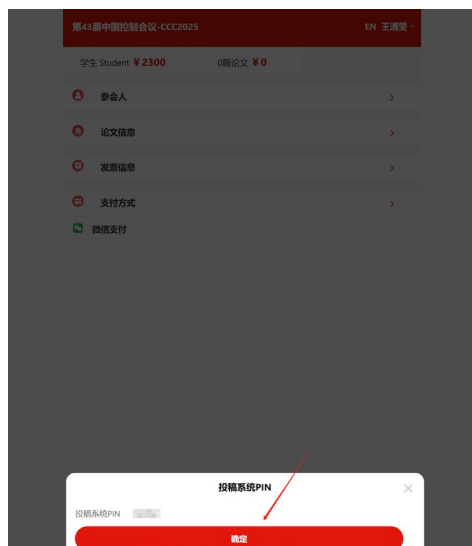 第43届中国控制会议-CCC2025 EN 王清雯
学生 Student ￥2300 0篇论文 ￥0
参会人
论文信息
发票信息
支付方式
微信支付
投稿系统PIN
投稿系统PIN
确定